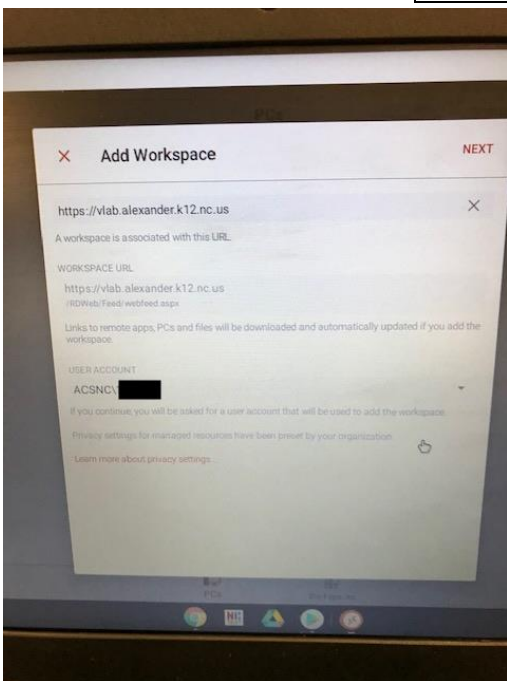 PCs
Add Workspace
NEXT
https://vlab.alexander.k12.nc.us
A workspace is associated with this URL.
WORKSPACE URL
https://vlab.alexander.k12.nc.us
/RDWeb/Feed/webfeed.aspx
Links to remote apps, PCs and files will be downloaded and automatically updated if you add the
workspace.
USER ACCOUNT
ACSNC\
If you continue, you will be asked for a user account that will be used to add the workspace.
Privacy settings for managed resources have been preset by your organization.
Learn more about privacy settings.
PCs